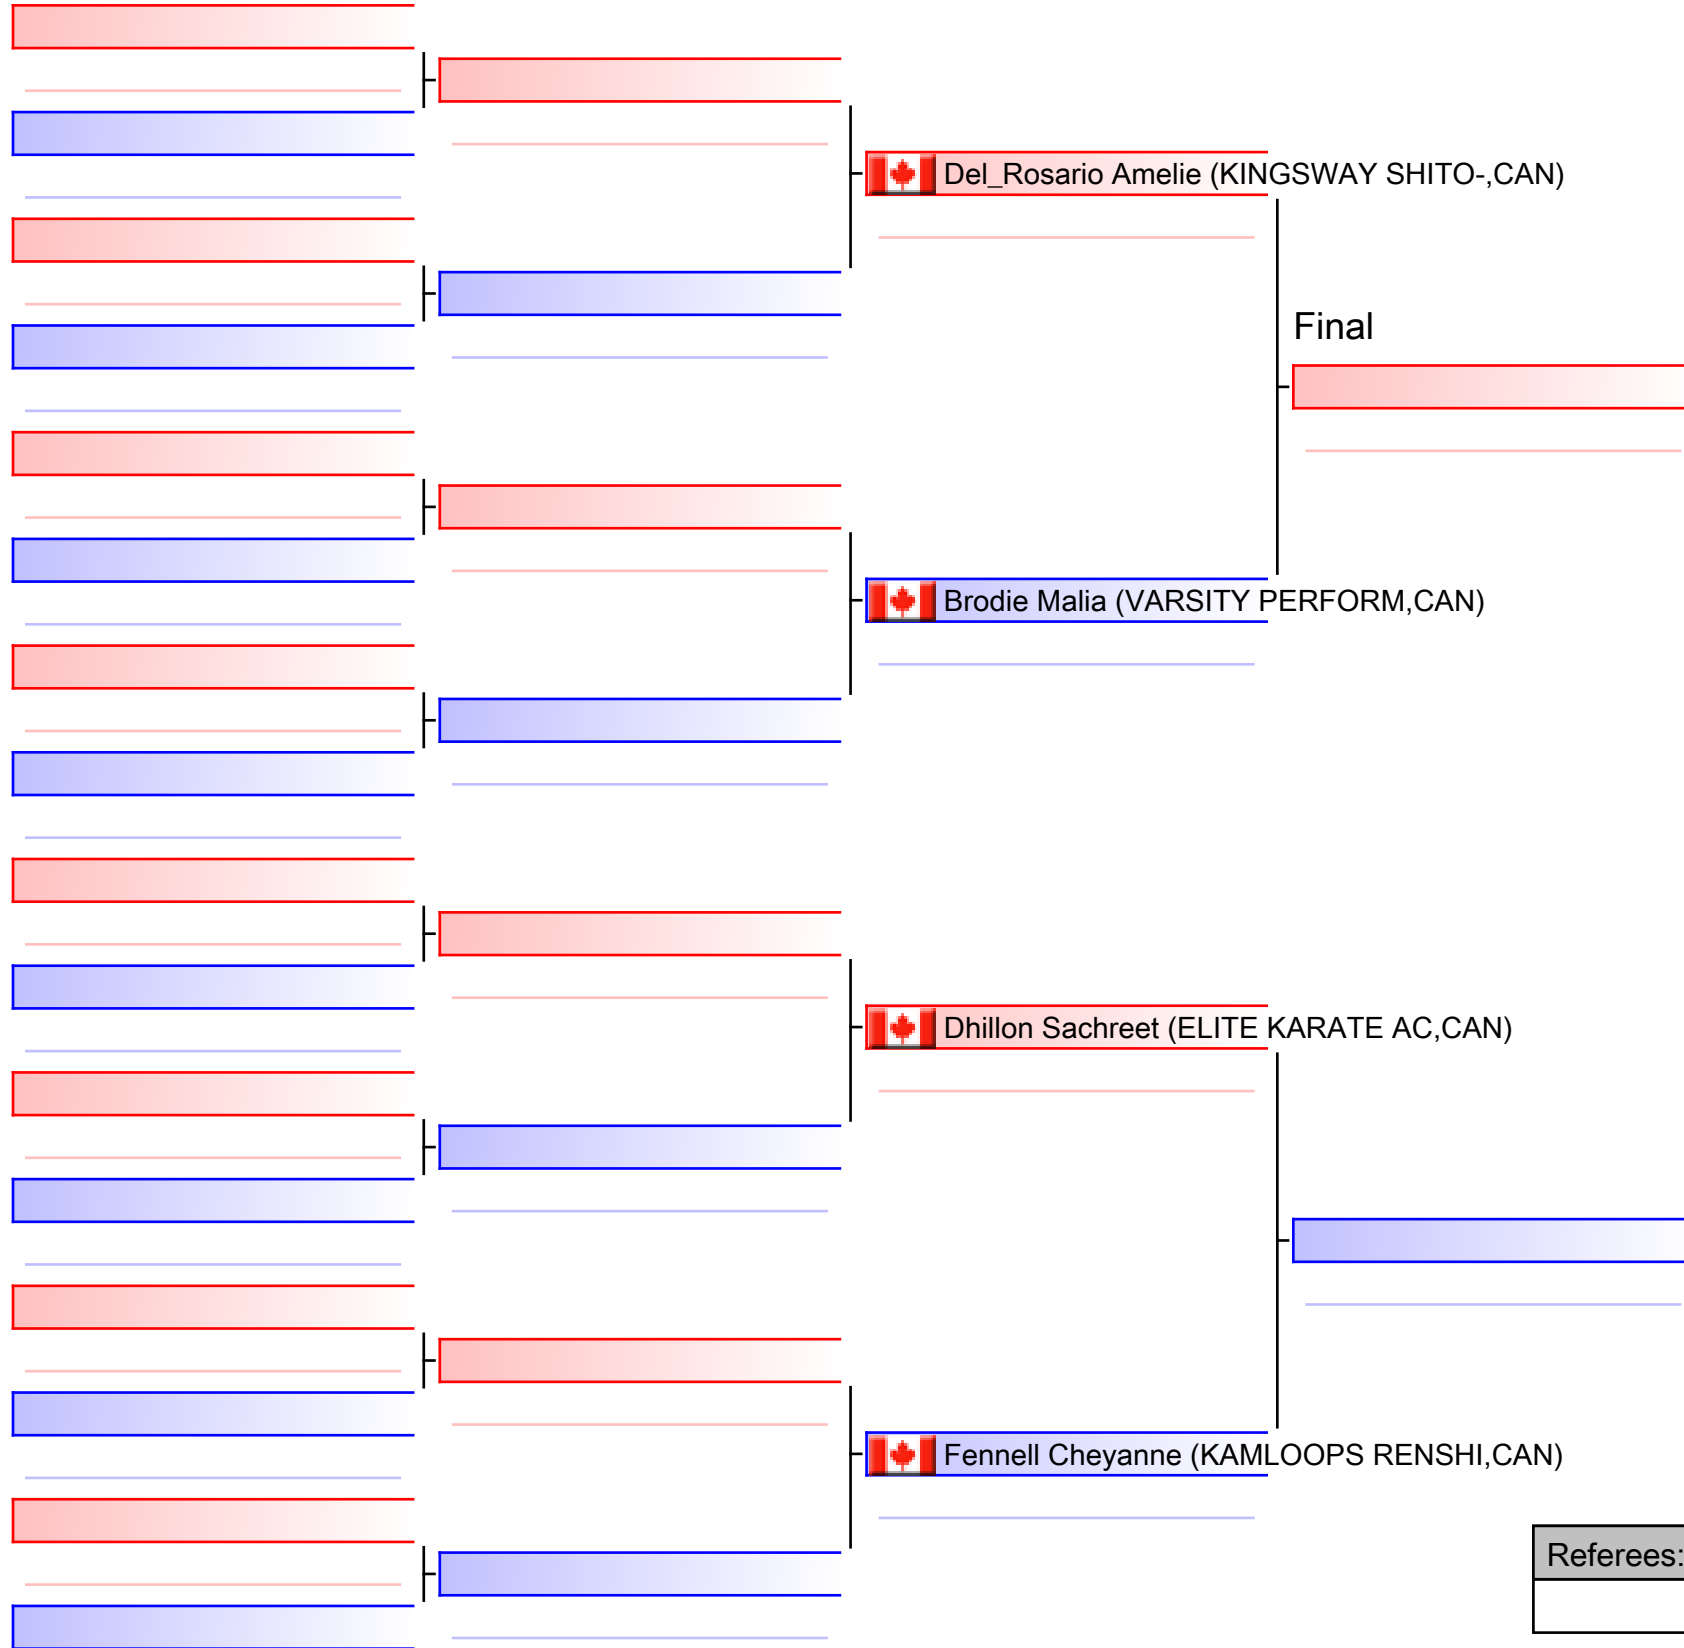 Del_Rosario Amelie (KINGSWAY SHITO-,CAN)
Final
Brodie Malia (VARSITY PERFORM,CAN)
Dhillon Sachreet (ELITE KARATE AC,CAN)
Fennell Cheyanne (KAMLOOPS RENSHI,CAN)
Referees: